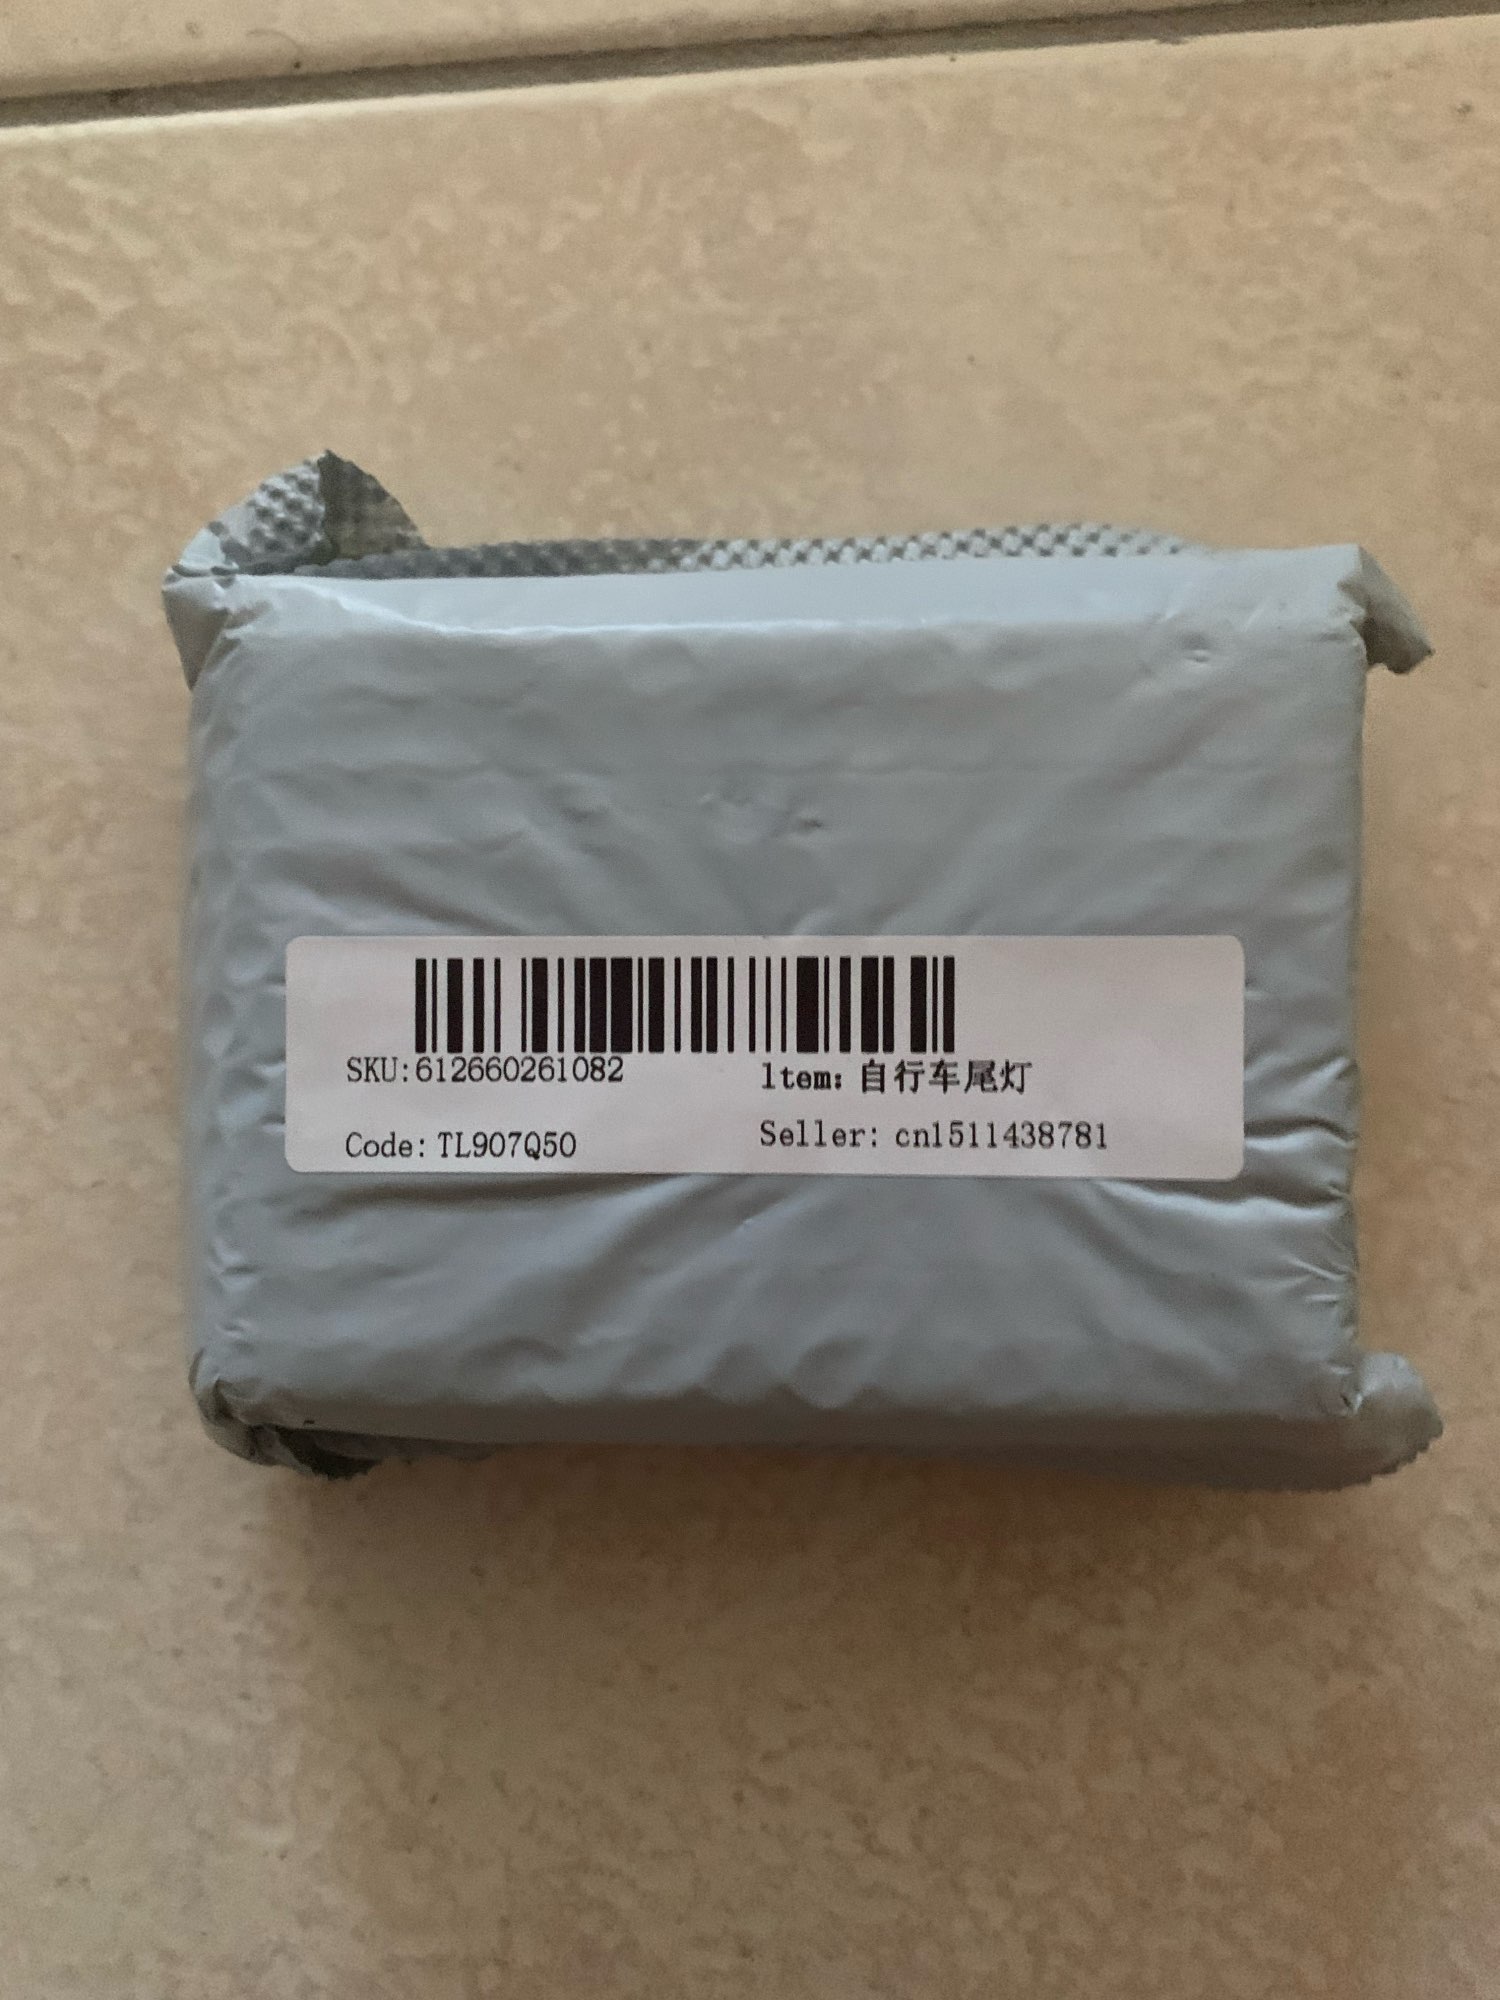 SKU:612660261082
ltem: 自行车尾灯
Code: TL907Q50
Seller: cn1511438781